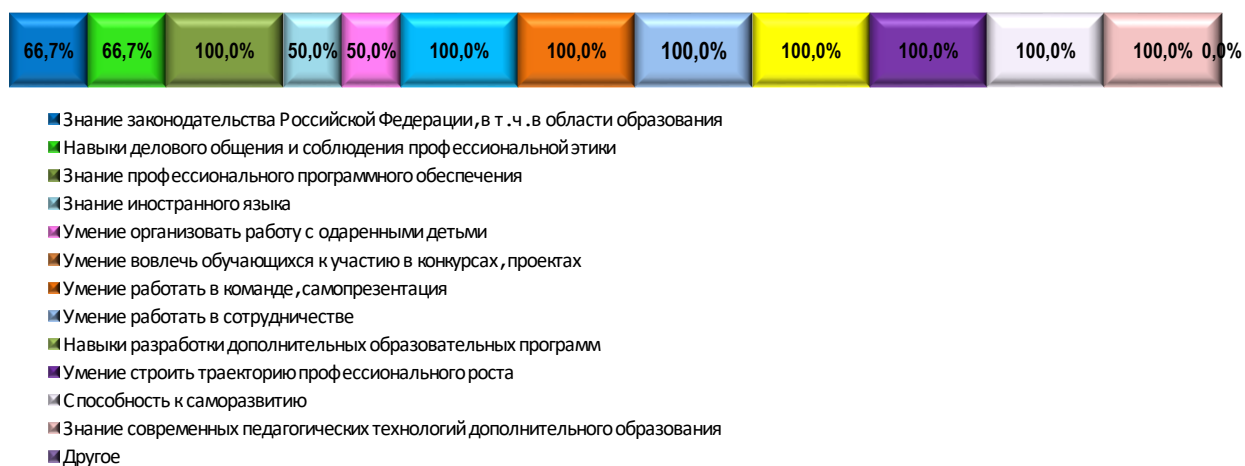 66,7% 66,7% 100,0% 50,0% 50,0% 100,0% 100,0% 100,0% 100,0% 100,0% 100,0% 100,0% 0,0%
Знание законодательства Российской Федерации, в т.ч. в области образования
Навыки делового общения и соблюдения профессиональной этики
Знание профессионального программного обеспечения
Знание иностранного языка
Умение организовать работу с одаренными детьми
Умение вовлечь обучающихся к участию в конкурсах, проектах
Умение работать в команде, самопрезентация
Умение работать в сотрудничестве
Навыки разработки дополнительных образовательных программ
Умение строить траекторию профессионального роста
Способность к саморазвитию
Знание современных педагогических технологий дополнительного образования
Другое